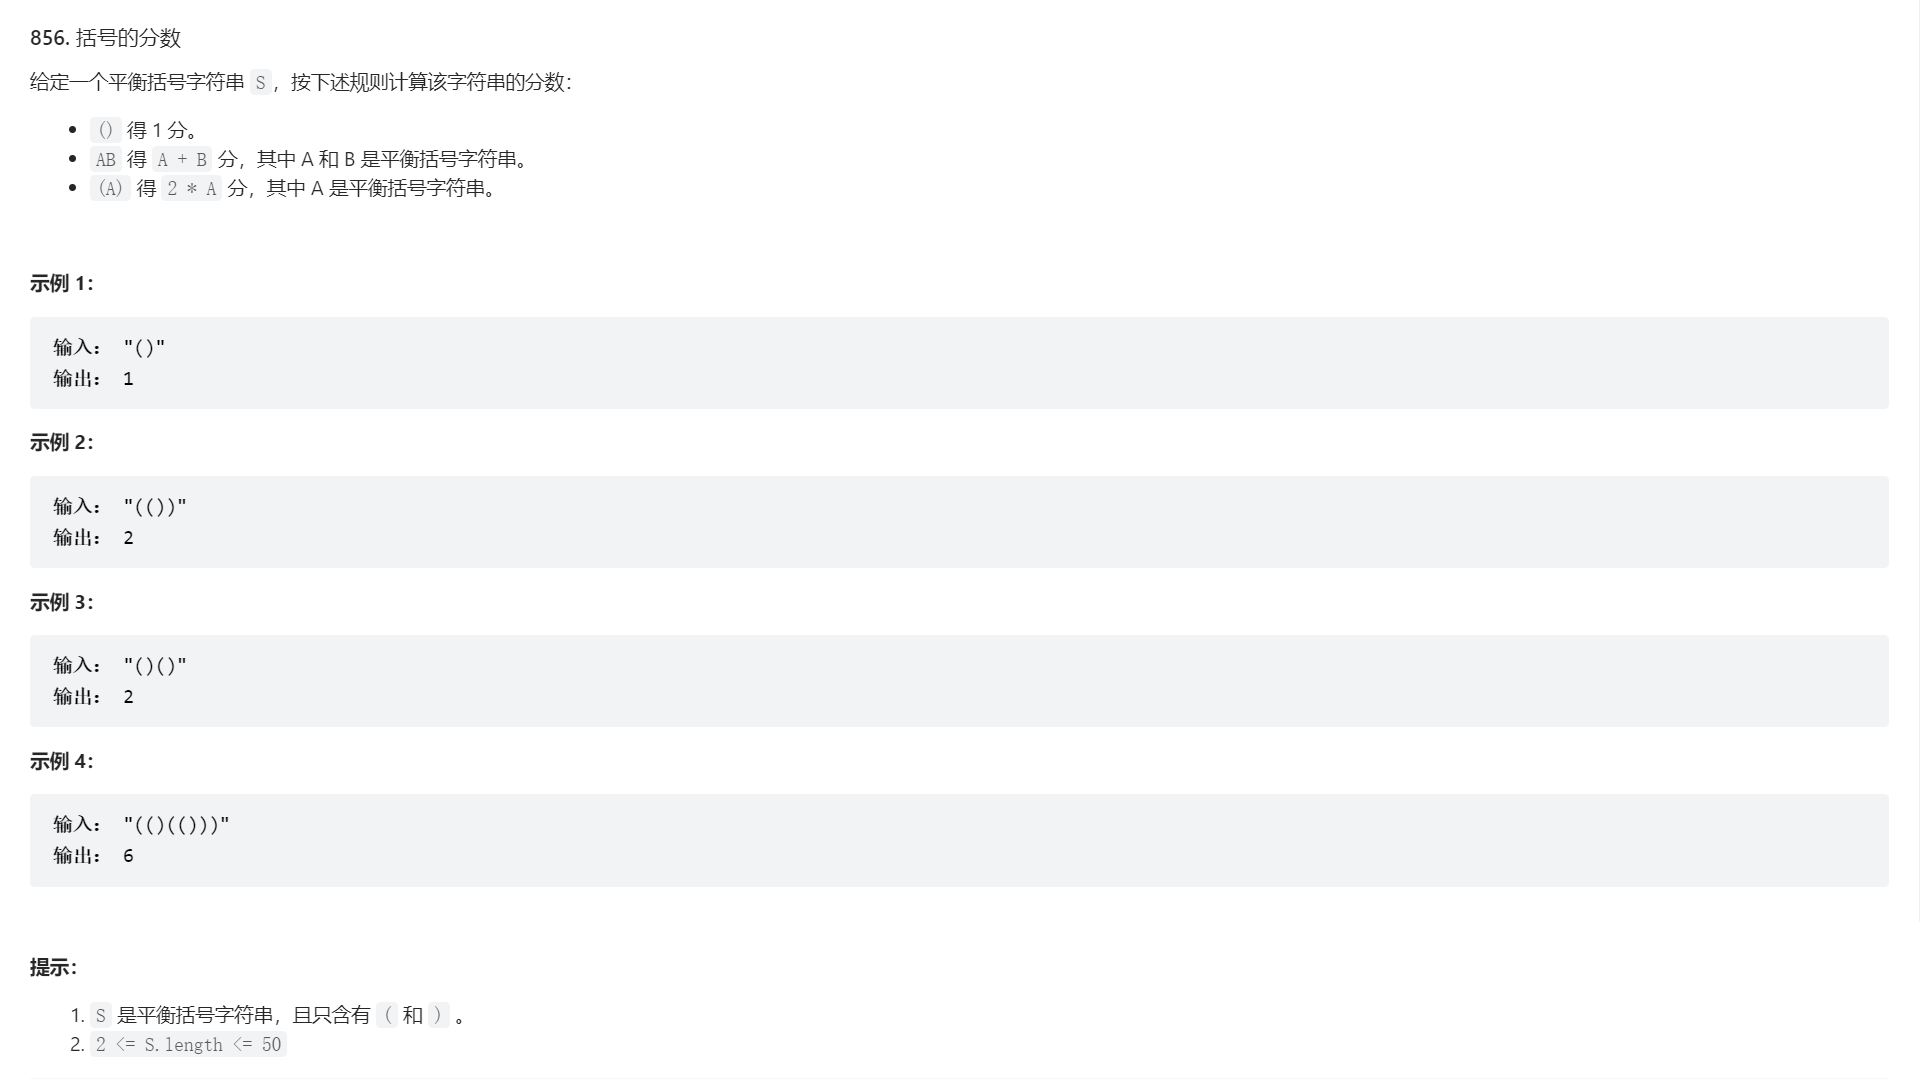 856. 括号的分数
给定一个平衡括号字符串 S，按下述规则计算该字符串的分数：
() 得 1 分。
AB 得 A + B 分，其中 A 和 B 是平衡括号字符串。
(A) 得 2 * A 分，其中 A 是平衡括号字符串。
示例 1：
输入： "()"
输出： 1
示例 2：
输入： "(())"
输出： 2
示例 3：
输入： "()()"
输出： 2
示例 4：
输入： "(()(()))"
输出： 6
提示：
1. S 是平衡括号字符串，且只含有 ( 和 ) 。
2. 2 <= S.length <= 50